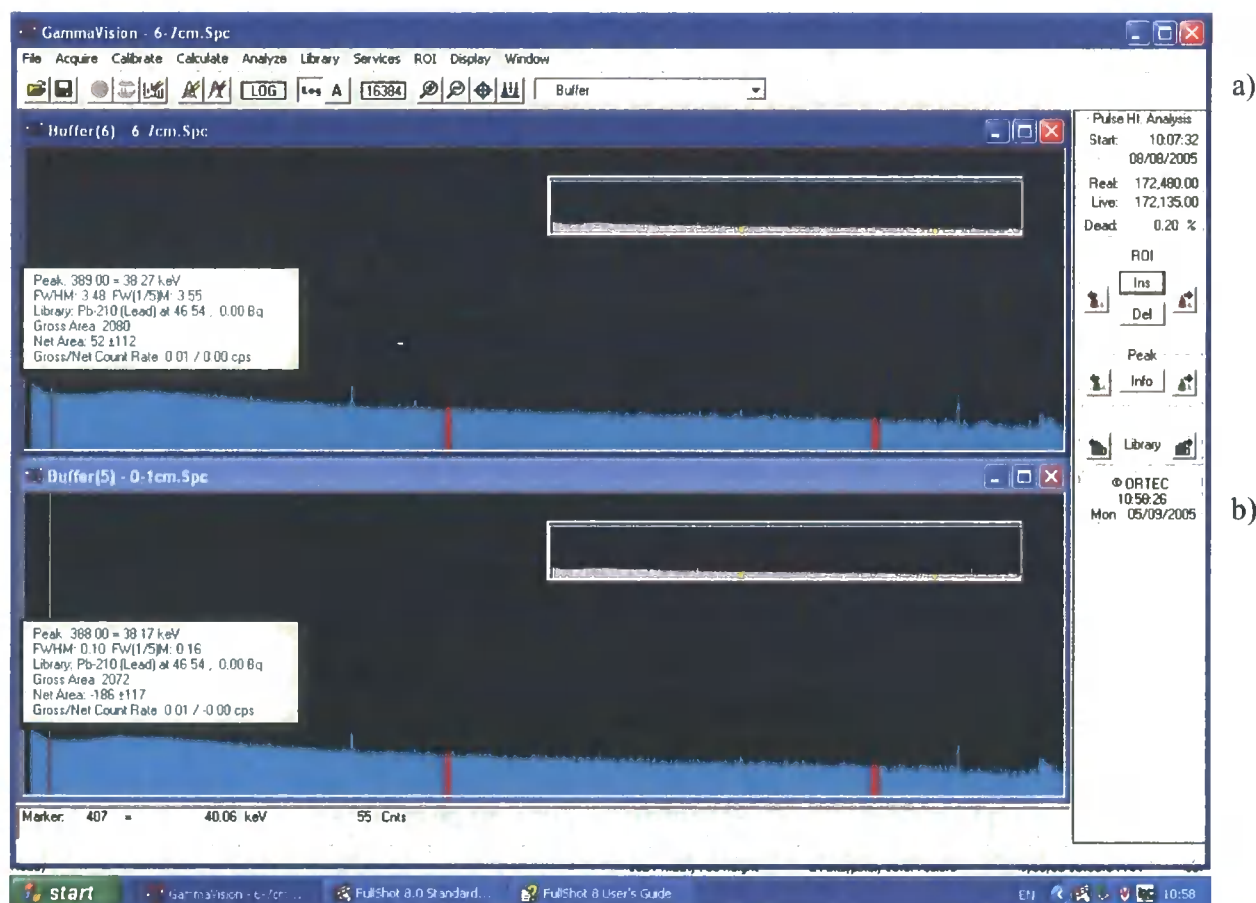 GammaVision - 6-7cm.Spc
File Acquire Calibrate Calculate Analyze Library Services ROI Display Window
LOG Log A 16384 Buffer
a)
Buffer(6) 6-7cm.Spc
Peak: 389.00 = 38.27 keV
FWHM: 3.48 FW(1/5)M: 3.55
Library: Pb-210 (Lead) at 46.54 , 0.00 Bq
Gross Area 2080
Net Area: 52 ±112
Gross/Net Count Rate 0.01 / 0.00 cps
Pulse Ht. Analysis
Start: 10:07:32
08/08/2005
Real: 172,480.00
Live: 172,135.00
Dead: 0.20 %
ROI
Ins
Del
Peak
Info
Library
Buffer(5) - 0-1cm.Spc
Peak: 388.00 = 38.17 keV
FWHM: 0.10 FW(1/5)M: 0.16
Library: Pb-210 (Lead) at 46.54 , 0.00 Bq
Gross Area 2072
Net Area: -186 ±117
Gross/Net Count Rate 0.01 / -0.00 cps
© ORTEC
10:58:26
Mon 05/09/2005
b)
Marker: 407 = 40.06 keV 55 Cnts
start GammaVision - 6-7cm ... FullShot 8.0 Standard... FullShot 8 User's Guide EN 10:58